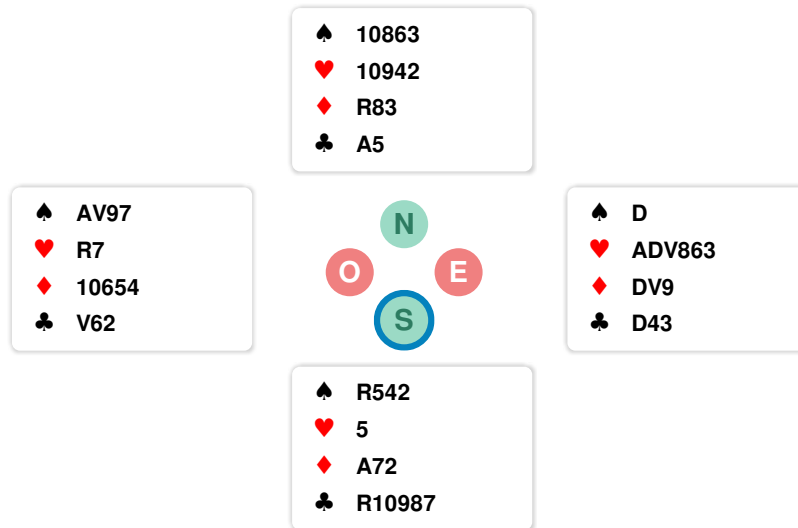 ♠ 10863
♥ 10942
♦ R83
♣ A5
♠ AV97
♥ R7
♦ 10654
♣ V62
N
O E
S
♠ D
♥ ADV863
♦ DV9
♣ D43
♠ R542
♥ 5
♦ A72
♣ R10987